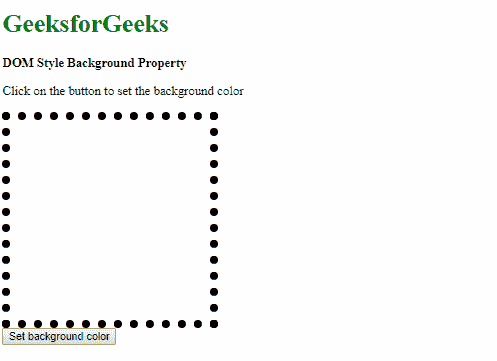 GeeksforGeeks
DOM Style Background Property
Click on the button to set the background color
Set background color